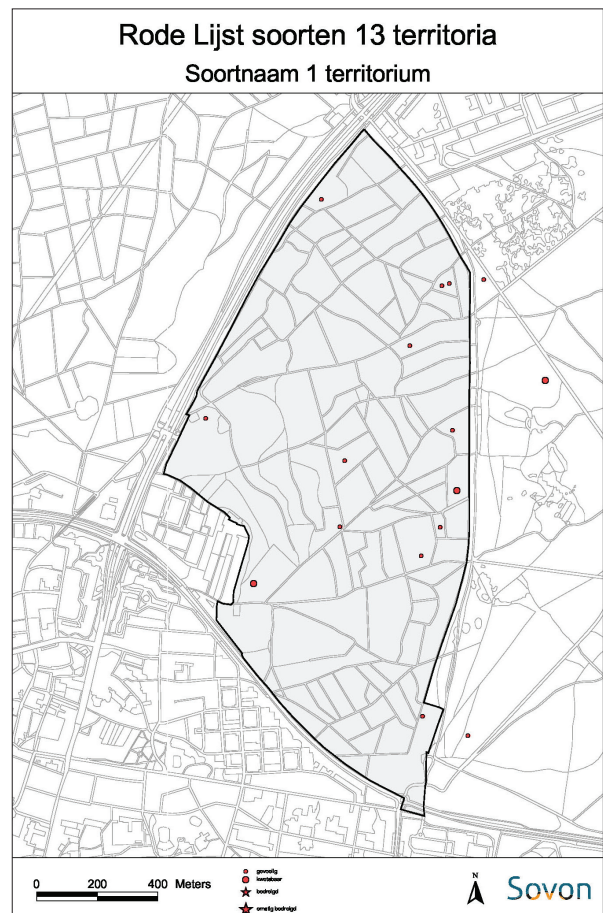 Rode Lijst soorten 13 territoria
Soortnaam 1 territorium
0 200 400 Meters
gevoelig
kwetsbaar
bedreigd
ernstig bedreigd
N
Sovon